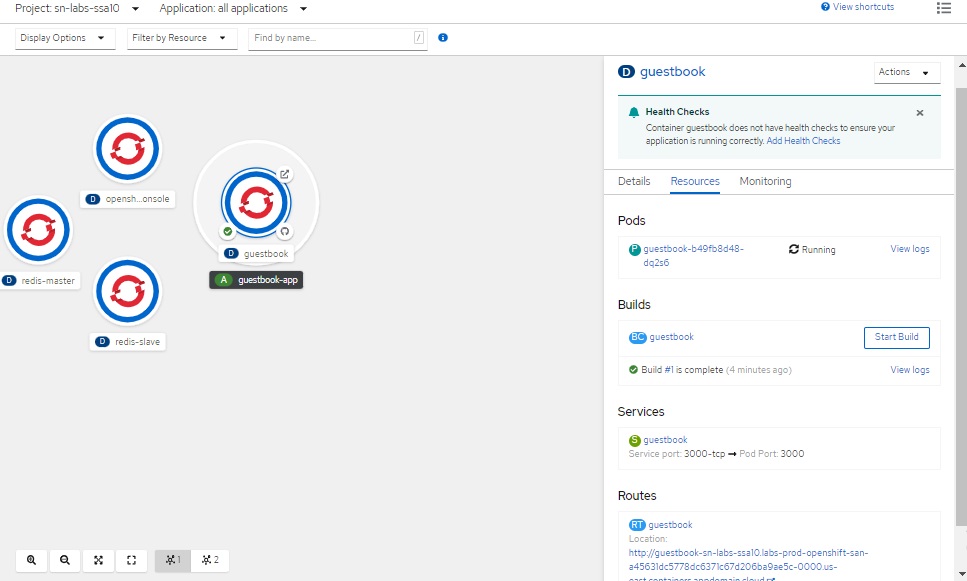 Project: sn-labs-ssa10 Application: all applications View shortcuts
Display Options Filter by Resource Find by name... /
D guestbook Actions
Health Checks
Container guestbook does not have health checks to ensure your
application is running correctly. Add Health Checks
Details Resources Monitoring
Pods
P guestbook-b49fb8d48-
dq2s6
Running View logs
Builds
BC guestbook Start Build
Build #1 is complete (4 minutes ago) View logs
Services
S guestbook
Service port: 3000-tcp → Pod Port: 3000
Routes
RT guestbook
Location:
http://guestbook-sn-labs-ssa10.labs-prod-openshift-san-
a45631dc5778dc6371c67d206ba9ae5c-0000.us-
east.containers.appdomain.cloud
D opensh...onsole
D guestbook
A guestbook-app
D redis-master
D redis-slave
1 2